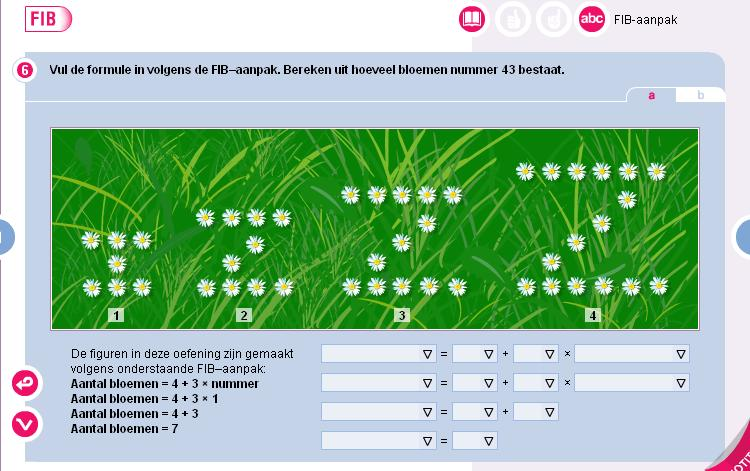 FIB
abc
FIB-aanpak
6
Vul de formule in volgens de FIB–aanpak. Bereken uit hoeveel bloemen nummer 43 bestaat.
a
b
1
2
3
4
De figuren in deze oefening zijn gemaakt
volgens onderstaande FIB–aanpak:
Aantal bloemen = 4 + 3 × nummer
Aantal bloemen = 4 + 3 × 1
Aantal bloemen = 4 + 3
Aantal bloemen = 7
= + ×
= + ×
= +
=